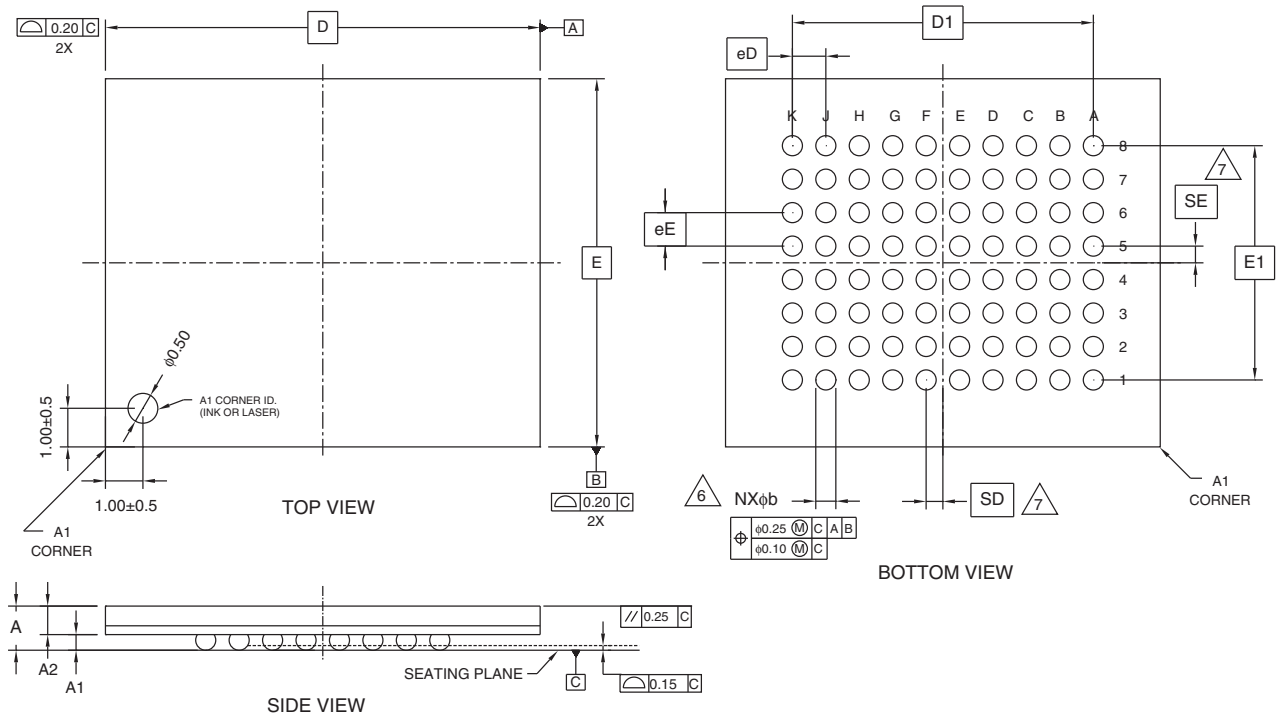 ⌓ 0.20 C
2X
D
A
E
B
⌓ 0.20 C
2X
ϕ0.50
A1 CORNER ID.
(INK OR LASER)
1.00±0.5
1.00±0.5
A1
CORNER
TOP VIEW
D1
eD
K J H G F E D C B A
8
7
6
5
4
3
2
1
7
SE
eE
E1
6
NXϕb
⌖ ϕ0.25 Ⓜ C A B
ϕ0.10 Ⓜ C
SD
7
A1
CORNER
BOTTOM VIEW
A
A2
A1
// 0.25 C
SEATING PLANE
C
⌓ 0.15 C
SIDE VIEW